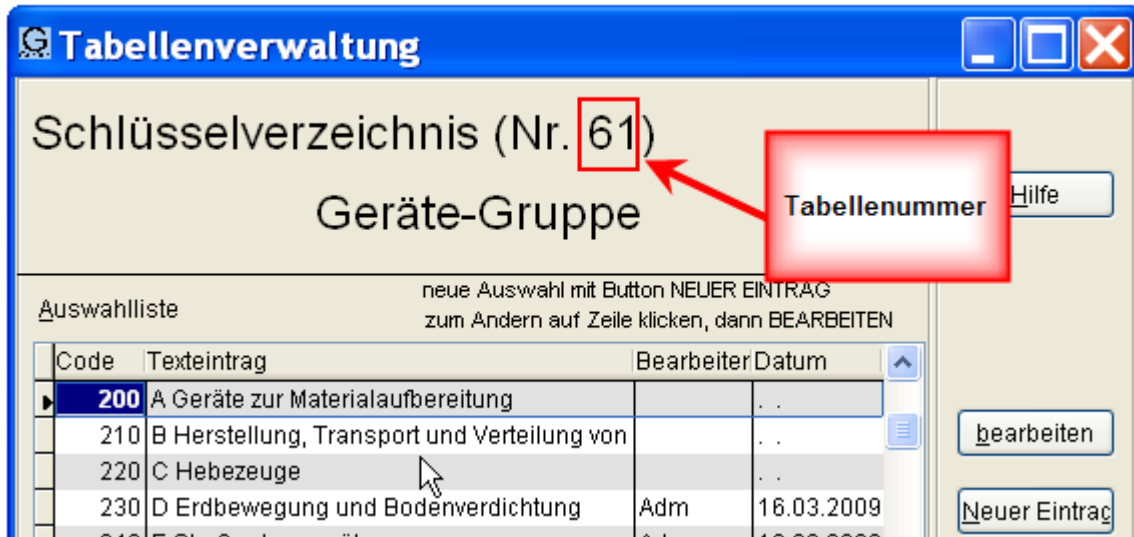 Tabellenverwaltung
Schlüsselverzeichnis (Nr. 61)
Geräte-Gruppe
Tabellenummer
Hilfe
Auswahlliste
neue Auswahl mit Button NEUER EINTRAG
zum Andern auf Zeile klicken, dann BEARBEITEN
Code Texteintrag Bearbeiter Datum
200 A Geräte zur Materialaufbereitung . .
210 B Herstellung, Transport und Verteilung von . .
bearbeiten
220 C Hebezeuge . .
230 D Erdbewegung und Bodenverdichtung Adm 16.03.2009
Neuer Eintrag